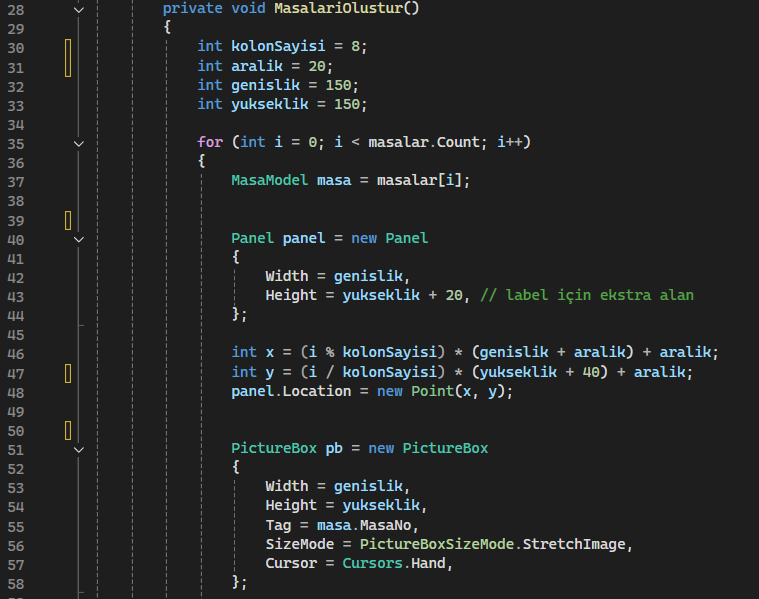 28 private void MasalariOlustur()
29 {
30 int kolonSayisi = 8;
31 int aralik = 20;
32 int genislik = 150;
33 int yukseklik = 150;
34
35 for (int i = 0; i < masalar.Count; i++)
36 {
37 MasaModel masa = masalar[i];
38
39
40 Panel panel = new Panel
41 {
42 Width = genislik,
43 Height = yukseklik + 20, // label için ekstra alan
44 };
45
46 int x = (i % kolonSayisi) * (genislik + aralik) + aralik;
47 int y = (i / kolonSayisi) * (yukseklik + 40) + aralik;
48 panel.Location = new Point(x, y);
49
50
51 PictureBox pb = new PictureBox
52 {
53 Width = genislik,
54 Height = yukseklik,
55 Tag = masa.MasaNo,
56 SizeMode = PictureBoxSizeMode.StretchImage,
57 Cursor = Cursors.Hand,
58 };